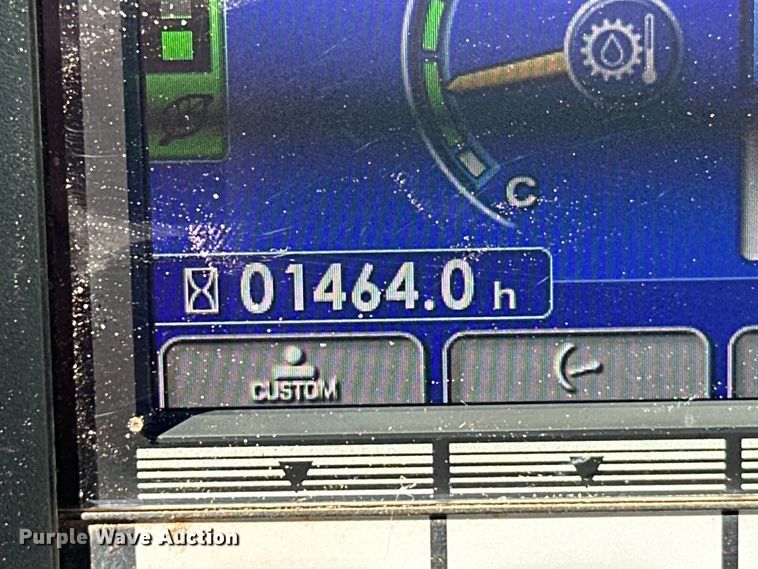 C
01464.0 h
CUSTOM
Purple Wave Auction